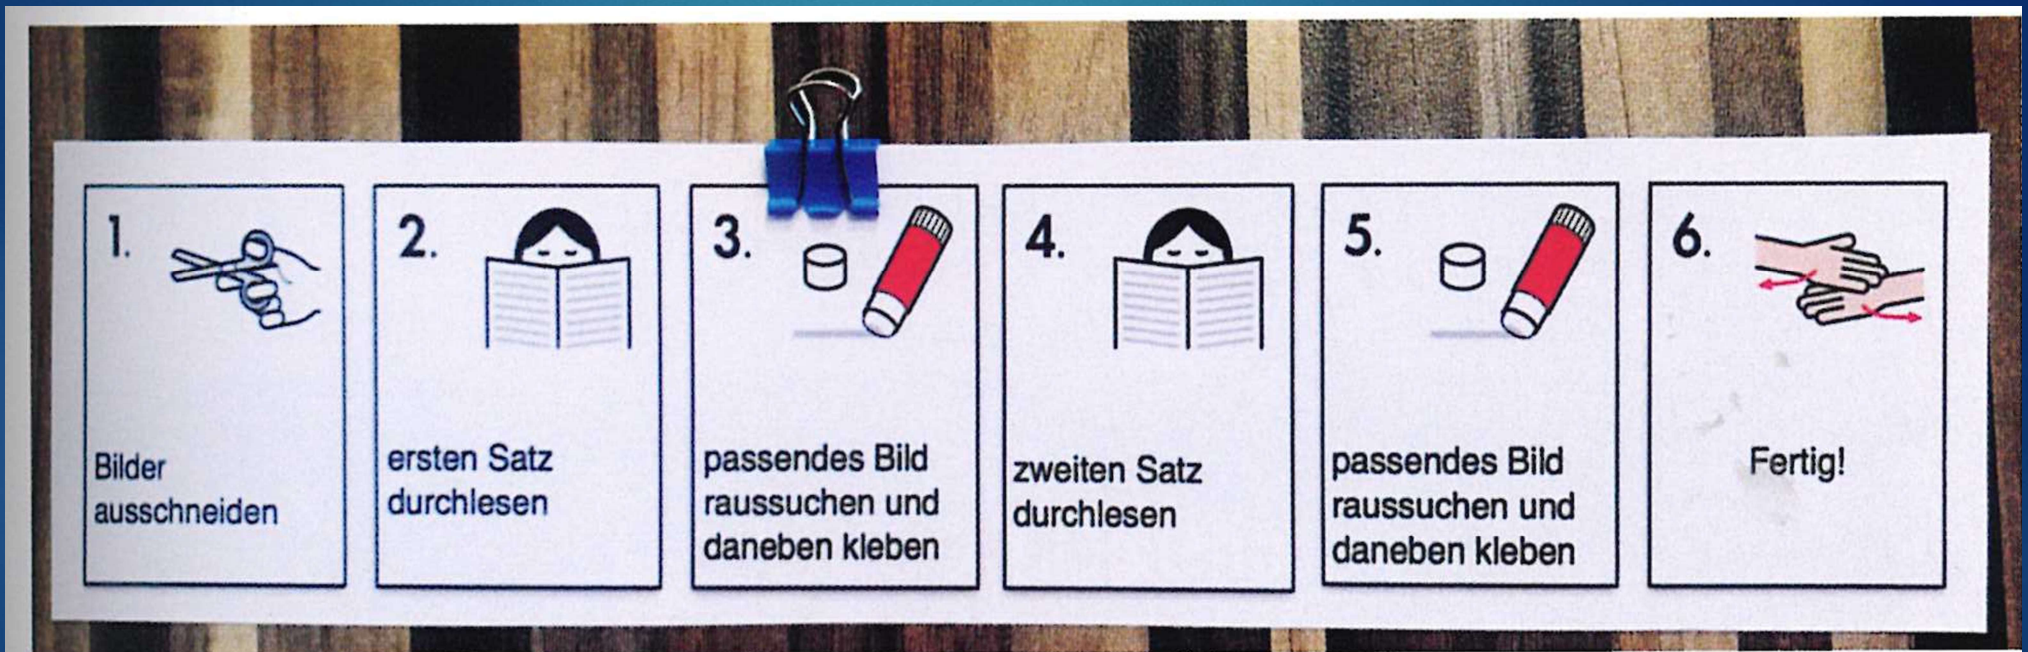 1.
Bilder
ausschneiden
2.
ersten Satz
durchlesen
3.
passendes Bild
raussuchen und
daneben kleben
4.
zweiten Satz
durchlesen
5.
passendes Bild
raussuchen und
daneben kleben
6.
Fertig!